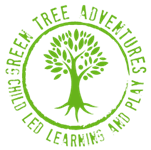 GREEN TREE ADVENTURES
CHILD LED LEARNING AND PLAY